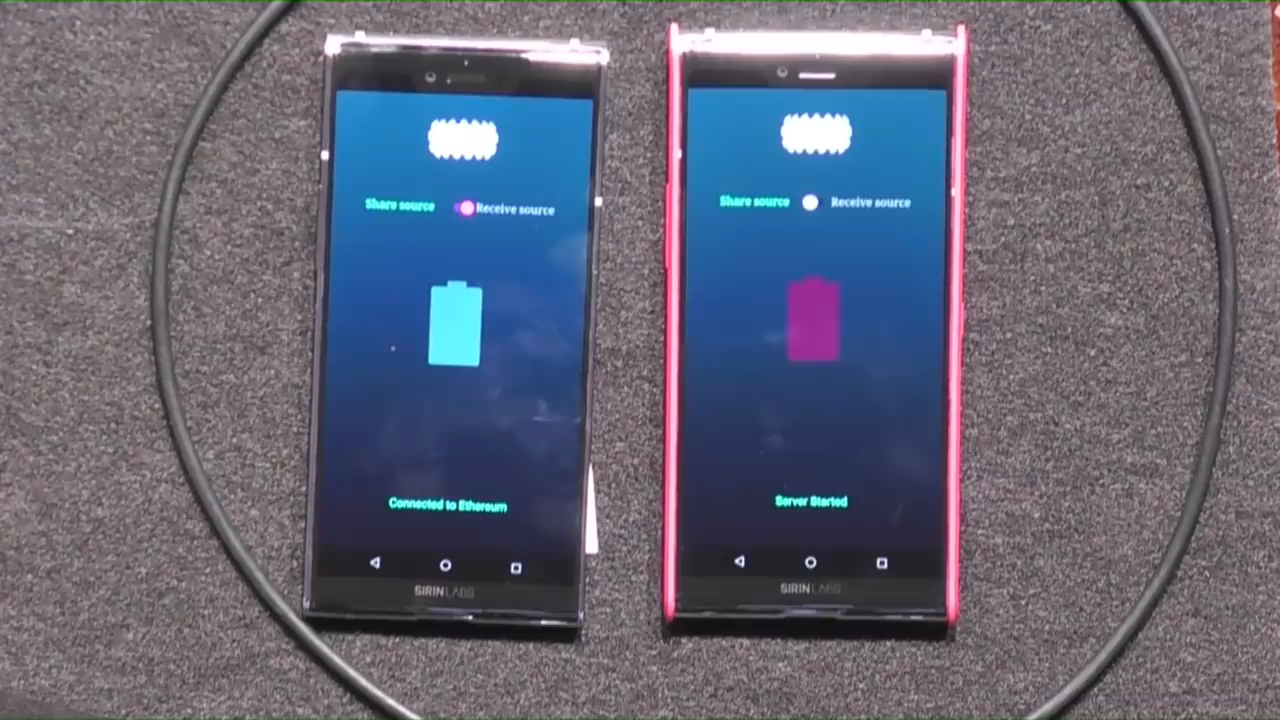 Share source Receive source
Connected to Ethereum
SIRIN LABS
Share source Receive source
Server Started
SIRIN LABS